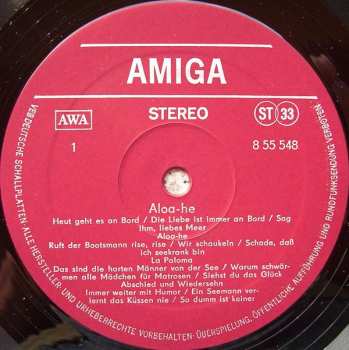 AMIGA
AWA
STEREO
ST 33
1
8 55 548
Aloa-he
Heut geht es an Bord / Die Liebe ist immer an Bord / Sag
Ihm, liebes Meer
Aloa-he
Ruft der Bootsmann rise, rise / Wir schaukeln / Schade, daß
ich seekrank bin
La Paloma
Das sind die harten Männer von der See / Warum schwär-
men alle Mädchen für Matrosen / Siehst du das Glück
Abschied und Wiedersehn
Immer weiter mit Humor / Ein Seemann ver-
lernt das Küssen nie / So dumm ist keiner
VEB DEUTSCHE SCHALLPLATTEN · ALLE HERSTELLER- UND URHEBERRECHTE VORBEHALTEN · ÜBERSPIELUNG, ÖFFENTLICHE AUFFÜHRUNG UND RUNDFUNKSENDUNG VERBOTEN